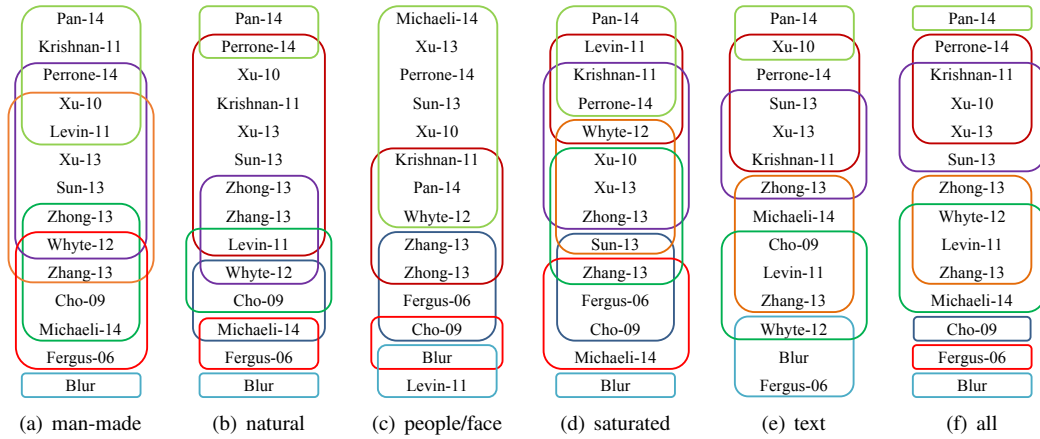 Pan-14 Pan-14 Michaeli-14 Pan-14 Pan-14 Pan-14
Krishnan-11 Perrone-14 Xu-13 Levin-11 Xu-10 Perrone-14
Perrone-14 Xu-10 Perrone-14 Krishnan-11 Perrone-14 Krishnan-11
Xu-10 Krishnan-11 Sun-13 Perrone-14 Sun-13 Xu-10
Levin-11 Xu-13 Xu-10 Whyte-12 Xu-13 Xu-13
Xu-13 Sun-13 Krishnan-11 Xu-10 Krishnan-11 Sun-13
Sun-13 Zhong-13 Pan-14 Xu-13 Zhong-13 Zhong-13
Zhong-13 Zhang-13 Whyte-12 Zhong-13 Michaeli-14 Whyte-12
Whyte-12 Levin-11 Zhang-13 Sun-13 Cho-09 Levin-11
Zhang-13 Whyte-12 Zhong-13 Zhang-13 Levin-11 Zhang-13
Cho-09 Cho-09 Fergus-06 Fergus-06 Zhang-13 Michaeli-14
Michaeli-14 Michaeli-14 Cho-09 Cho-09 Whyte-12 Cho-09
Fergus-06 Fergus-06 Blur Michaeli-14 Blur Fergus-06
Blur Blur Levin-11 Blur Fergus-06 Blur
(a) man-made (b) natural (c) people/face (d) saturated (e) text (f) all